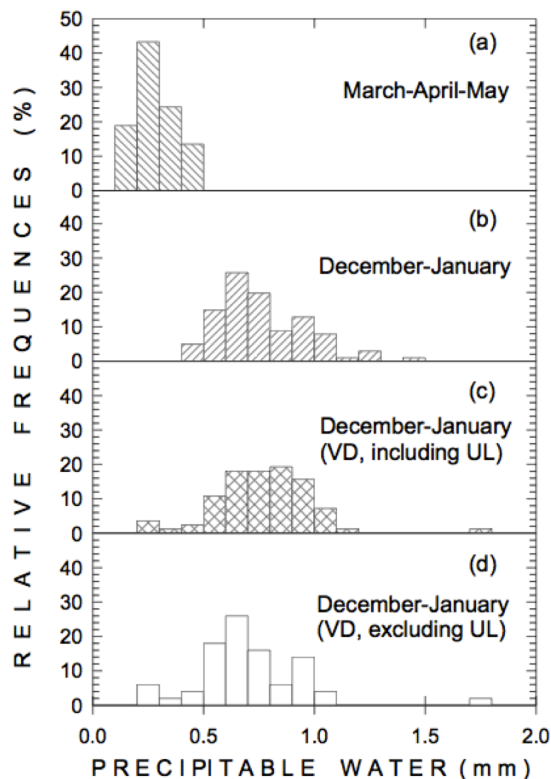 RELATIVE FREQUENCES (%)
50
40
30
20
10
0
(a)
March-April-May
40
30
20
10
0
(b)
December-January
40
30
20
10
0
(c)
December-January
(VD, including UL)
40
30
20
10
0
(d)
December-January
(VD, excluding UL)
0.0 0.5 1.0 1.5 2.0
PRECIPITABLE WATER (mm)